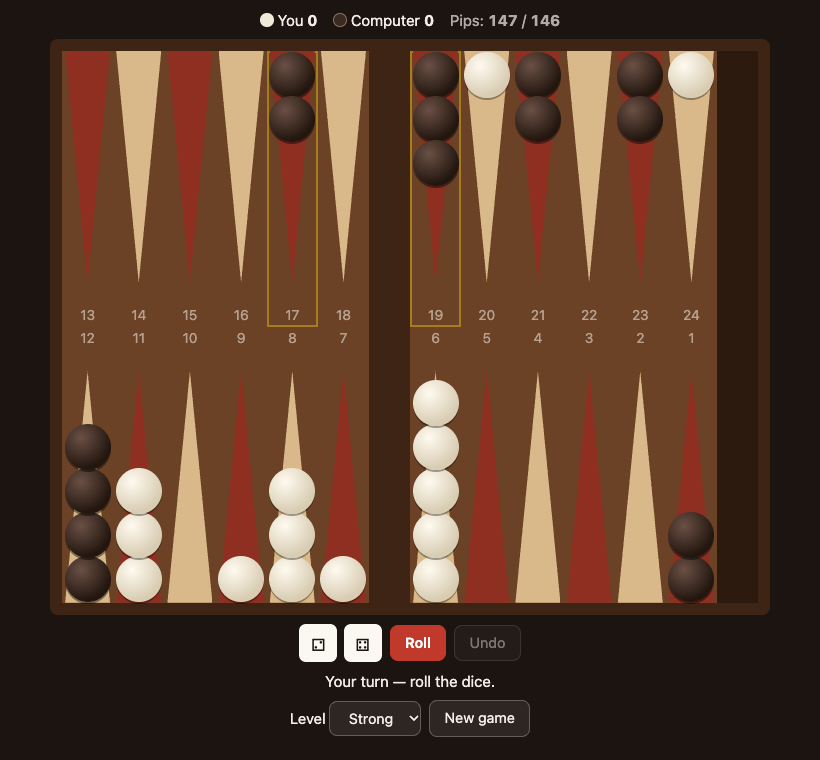 You 0 Computer 0 Pips: 147 / 146
13 14 15 16 17 18 19 20 21 22 23 24
12 11 10 9 8 7 6 5 4 3 2 1
Roll Undo
Your turn — roll the dice.
Level Strong New game